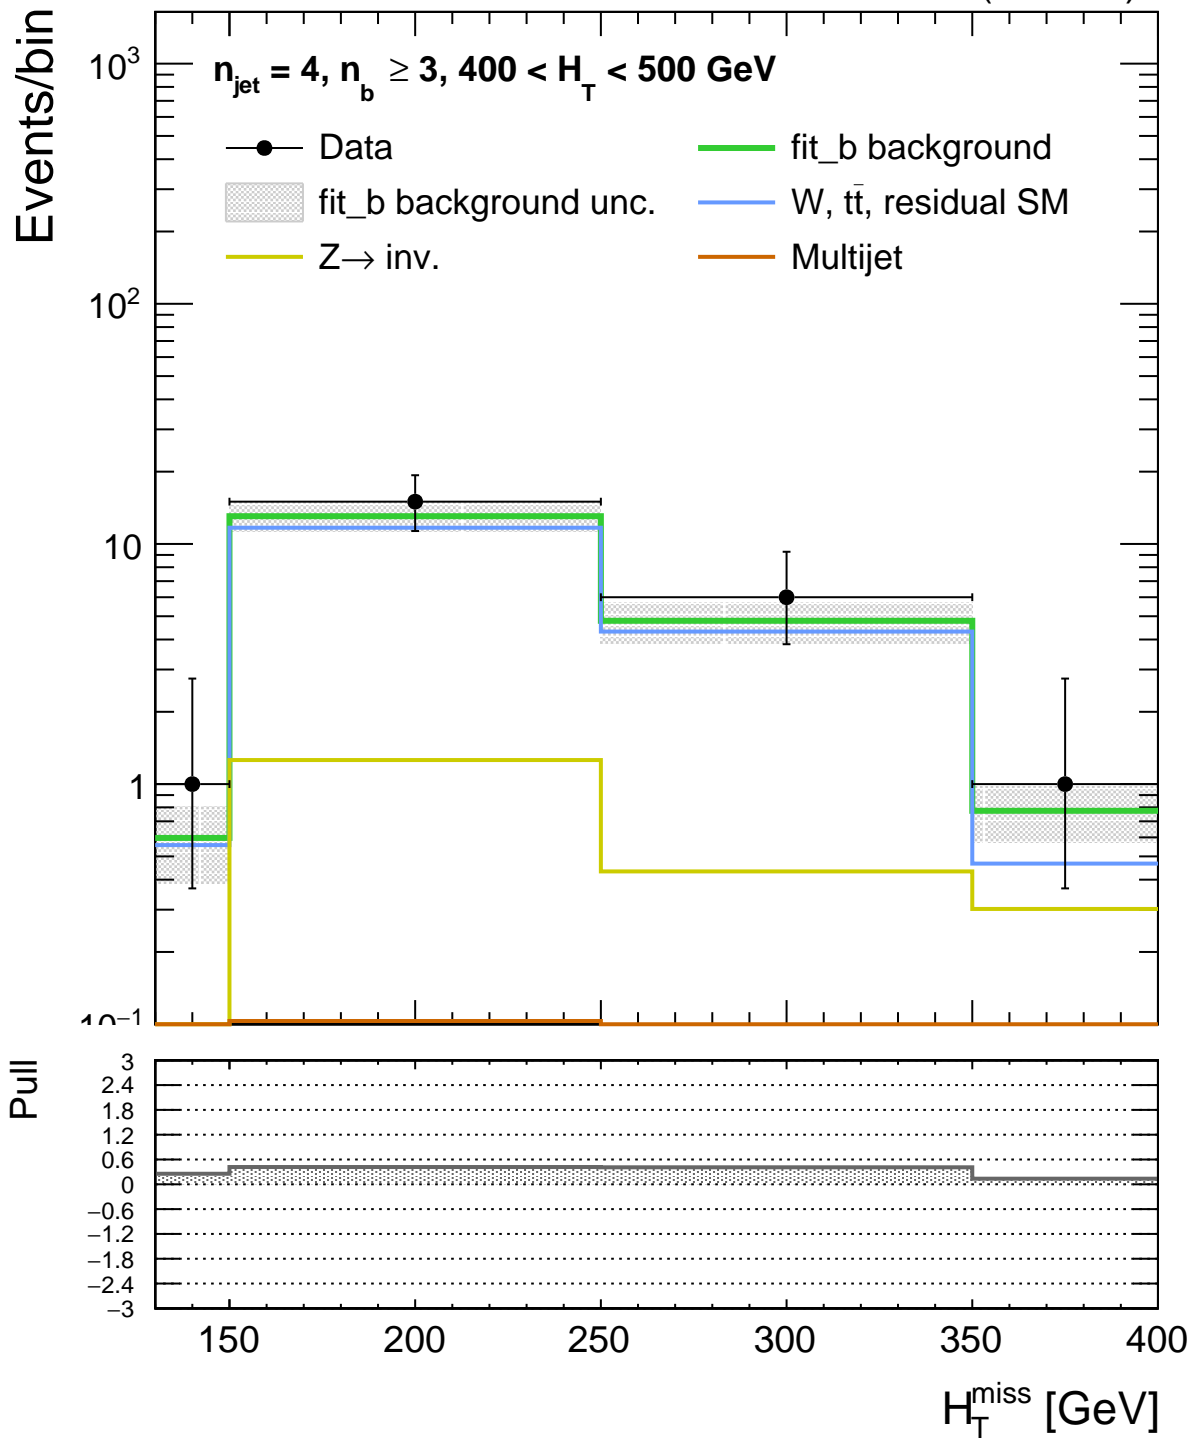 Events/bin
10³
10²
10
1
10⁻¹
n_jet = 4, n_b ≥ 3, 400 < H_T < 500 GeV
Data
fit_b background
fit_b background unc.
W, tt̄, residual SM
Z→ inv.
Multijet
Pull
3
2.4
1.8
1.2
0.6
0
−0.6
−1.2
−1.8
−2.4
−3
150 200 250 300 350 400
H_T^miss [GeV]